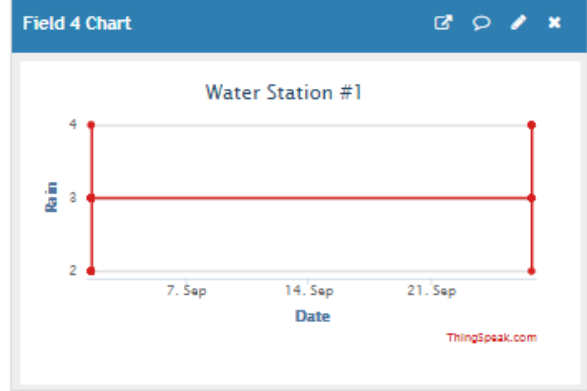 Field 4 Chart
Water Station #1
4
3
2
Rain
7. Sep
14. Sep
21. Sep
Date
ThingSpeak.com